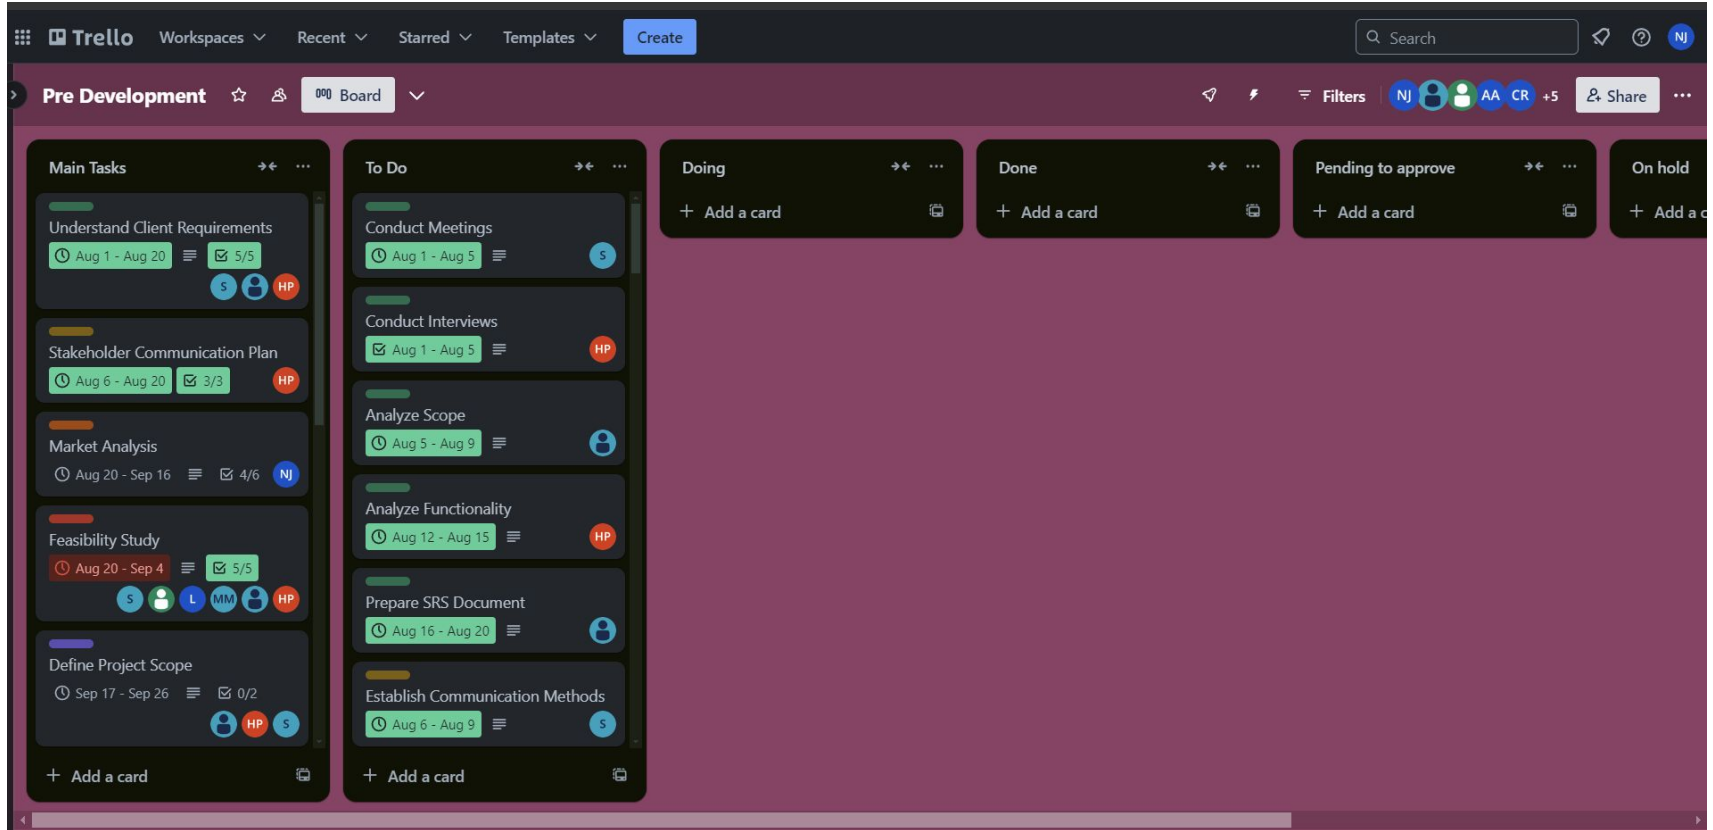 Trello Workspaces Recent Starred Templates Create Search NJ
Pre Development Board Filters NJ AA CR +5 Share
Main Tasks
Understand Client Requirements
Aug 1 - Aug 20 5/5
S HP
Stakeholder Communication Plan
Aug 6 - Aug 20 3/3 HP
Market Analysis
Aug 20 - Sep 16 4/6 NJ
Feasibility Study
Aug 20 - Sep 4 5/5
S L MM HP
Define Project Scope
Sep 17 - Sep 26 0/2
HP S
+ Add a card
To Do
Conduct Meetings
Aug 1 - Aug 5 S
Conduct Interviews
Aug 1 - Aug 5 HP
Analyze Scope
Aug 5 - Aug 9
Analyze Functionality
Aug 12 - Aug 15 HP
Prepare SRS Document
Aug 16 - Aug 20
Establish Communication Methods
Aug 6 - Aug 9 S
+ Add a card
Doing
+ Add a card
Done
+ Add a card
Pending to approve
+ Add a card
On hold
+ Add a c